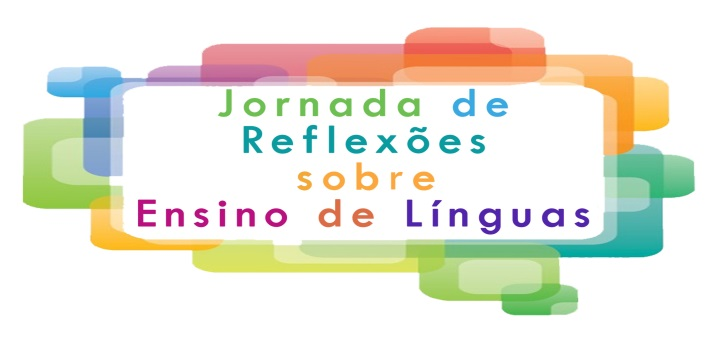 Jornada de
Reflexões
sobre
Ensino de Línguas